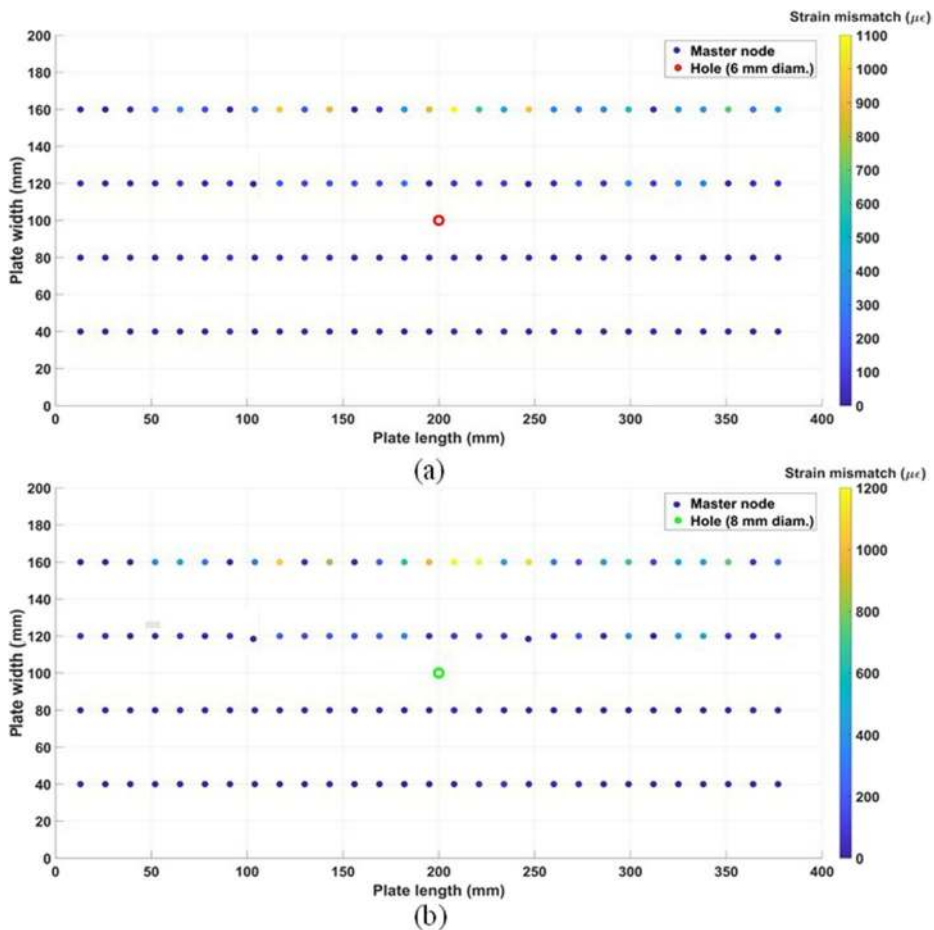 Strain mismatch (με)
200
180
160
140
120
100
80
60
40
20
0
Plate width (mm)
Master node
Hole (6 mm diam.)
1100
1000
900
800
700
600
500
400
300
200
100
0
0 50 100 150 200 250 300 350 400
Plate length (mm)
(a)
Strain mismatch (με)
200
180
160
140
120
100
80
60
40
20
0
Plate width (mm)
Master node
Hole (8 mm diam.)
1200
1000
800
600
400
200
0
0 50 100 150 200 250 300 350 400
Plate length (mm)
(b)